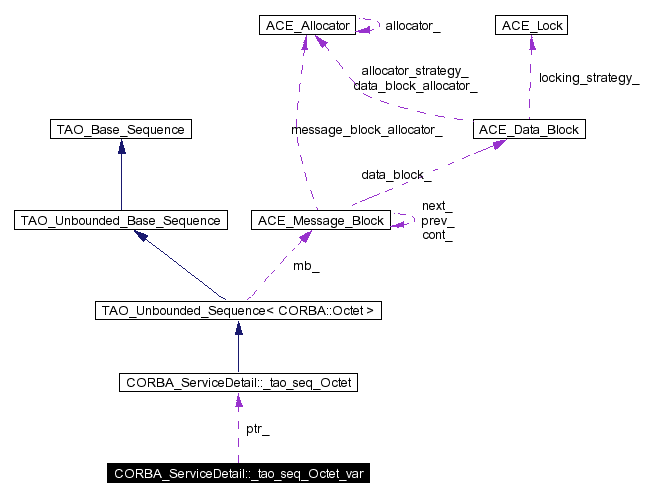 ACE_Allocator
allocator_
ACE_Lock
allocator_strategy_
data_block_allocator_
locking_strategy_
TAO_Base_Sequence
message_block_allocator_
ACE_Data_Block
data_block_
TAO_Unbounded_Base_Sequence
ACE_Message_Block
next_
prev_
cont_
mb_
TAO_Unbounded_Sequence< CORBA::Octet >
CORBA_ServiceDetail::_tao_seq_Octet
ptr_
CORBA_ServiceDetail::_tao_seq_Octet_var